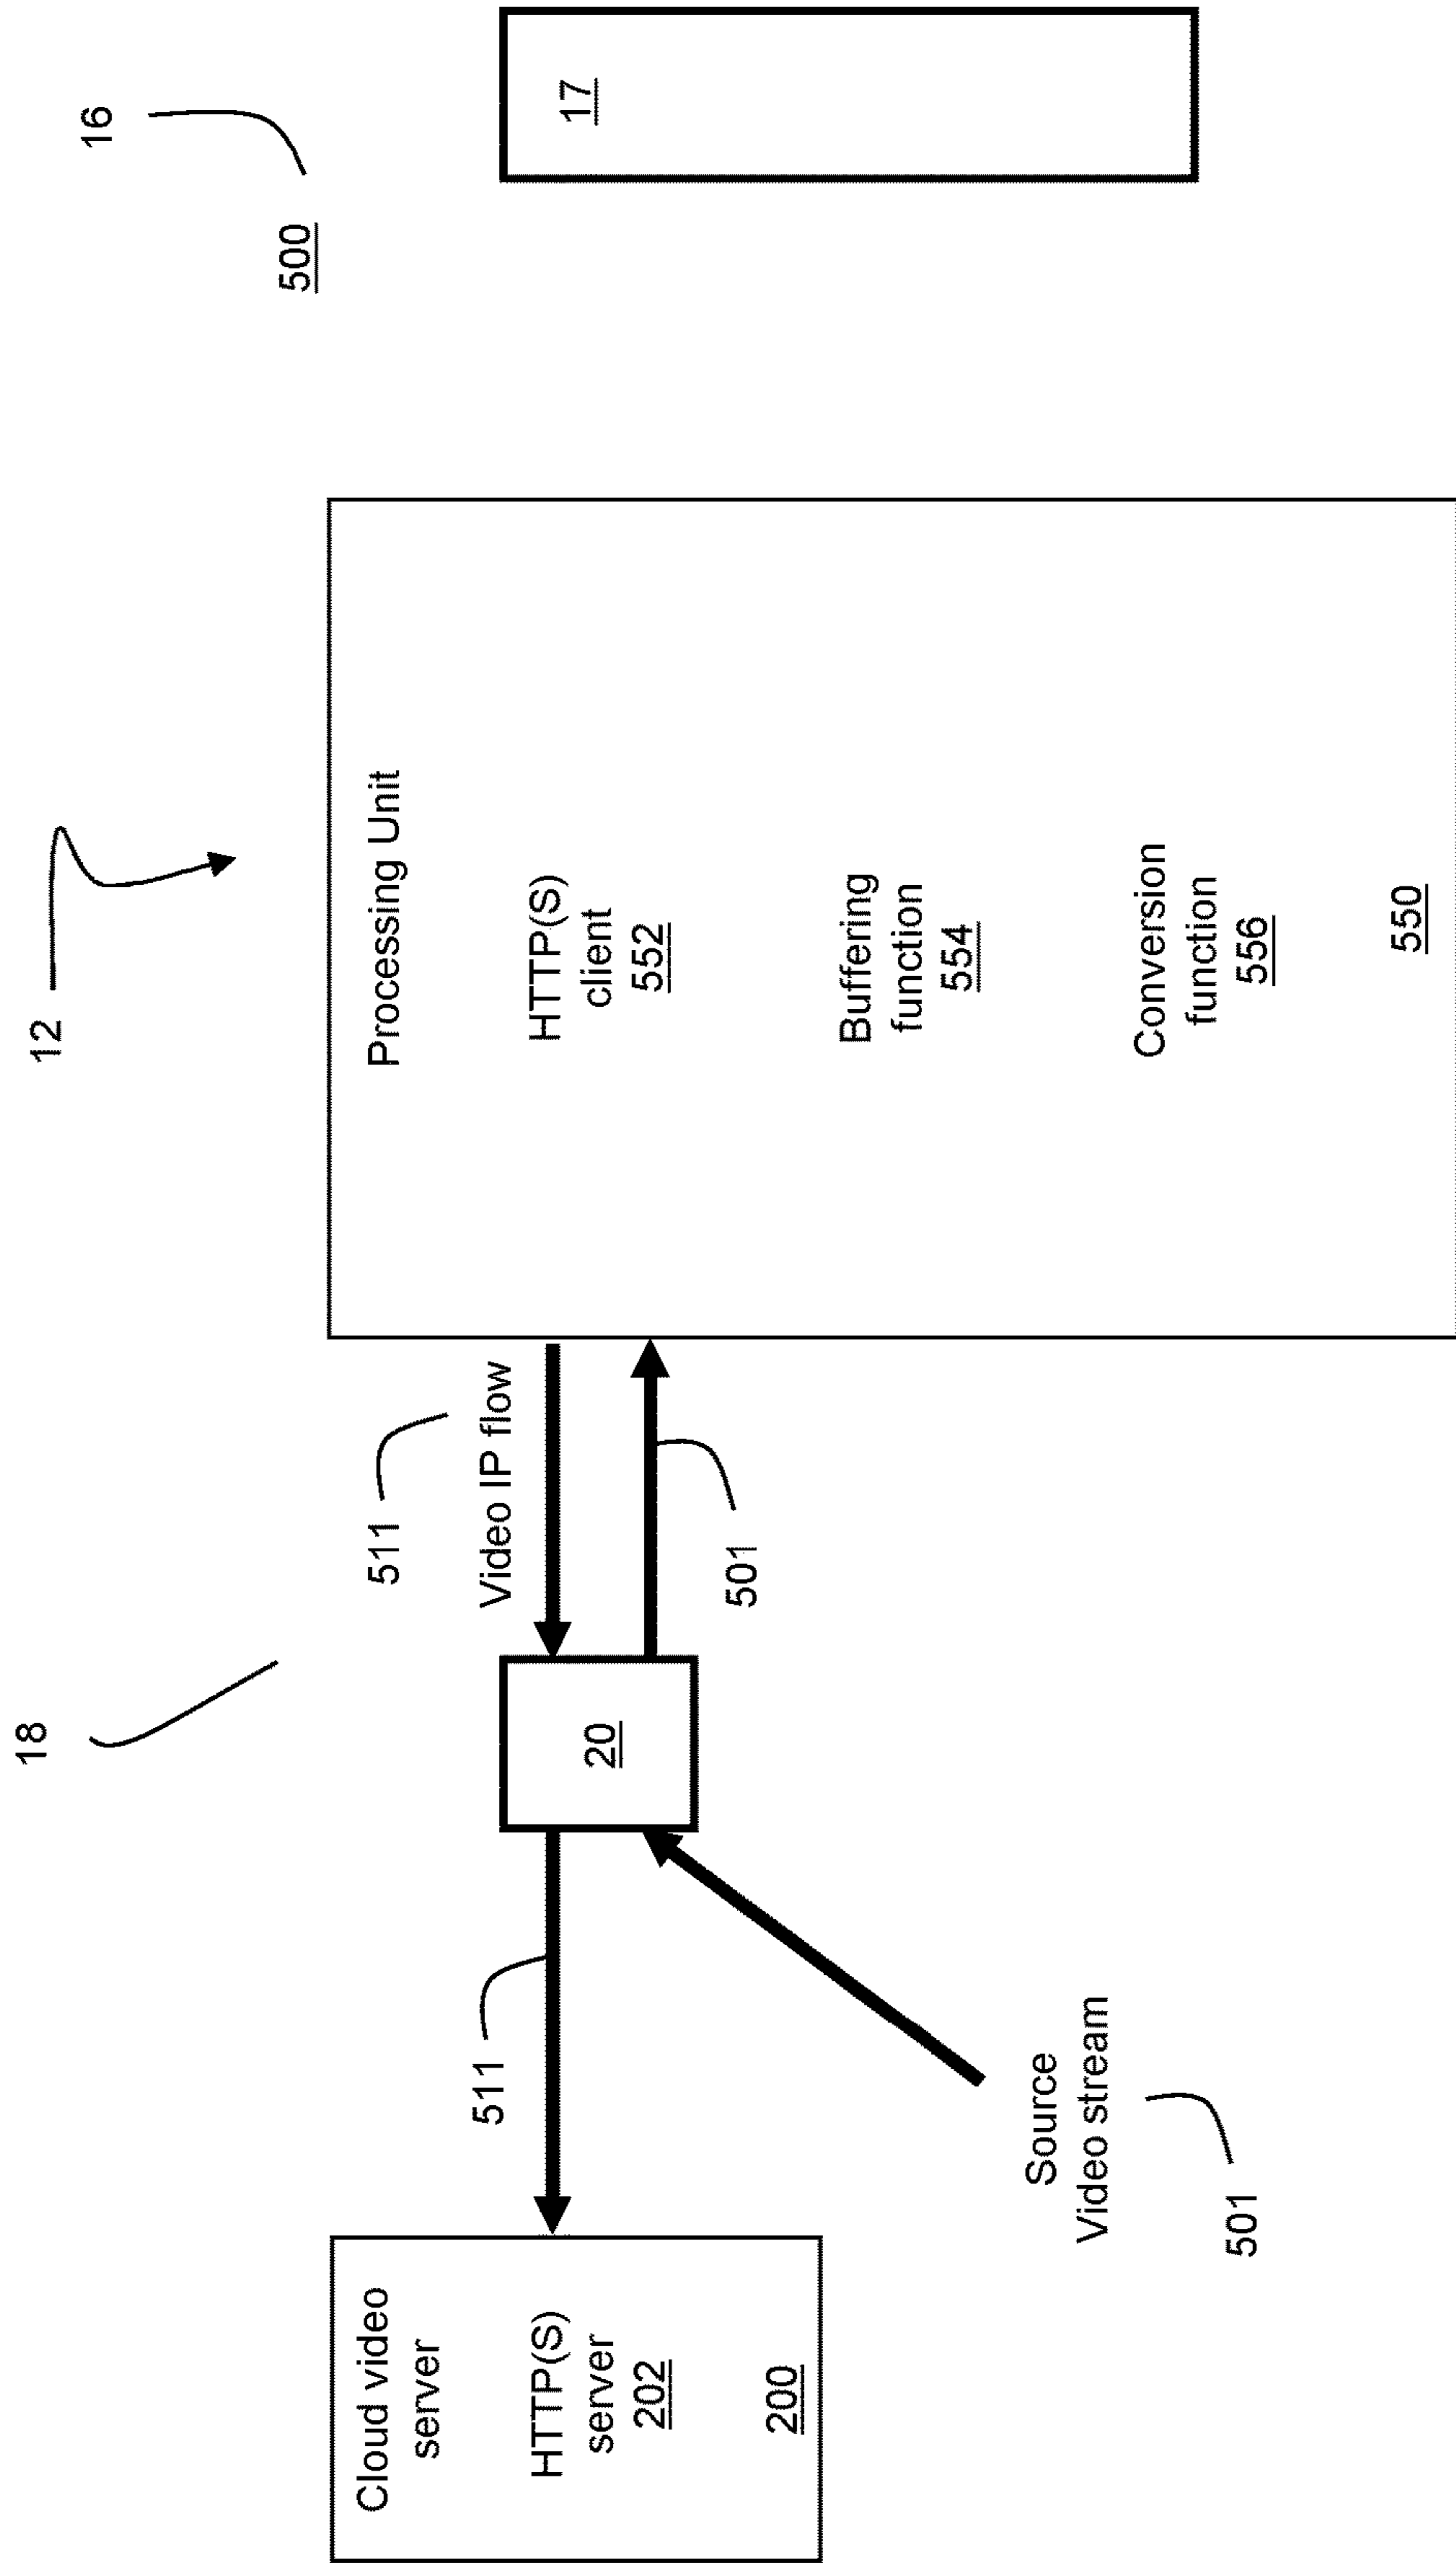 18
12
16
500
Cloud video
server
HTTP(S)
server
202
200
511
20
511
Video IP flow
501
Source
Video stream
501
Processing Unit
HTTP(S)
client
552
Buffering
function
554
Conversion
function
556
550
17